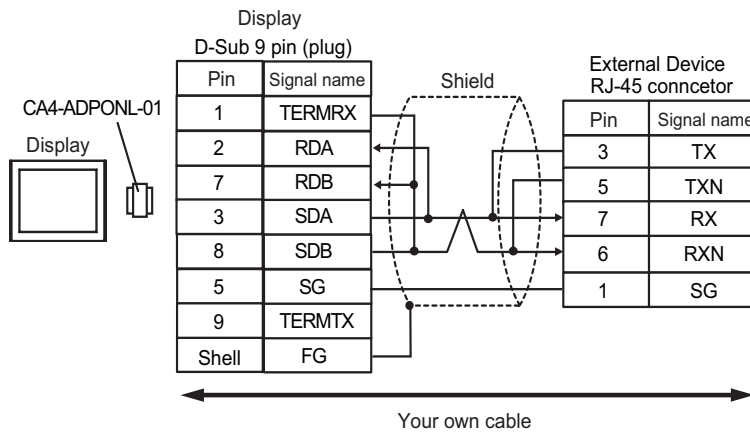 Display
D-Sub 9 pin (plug)
Pin Signal name
1 TERMRX
2 RDA
7 RDB
3 SDA
8 SDB
5 SG
9 TERMTX
Shell FG
CA4-ADPONL-01
Display
Shield
External Device
RJ-45 conncetor
Pin Signal name
3 TX
5 TXN
7 RX
6 RXN
1 SG
Your own cable